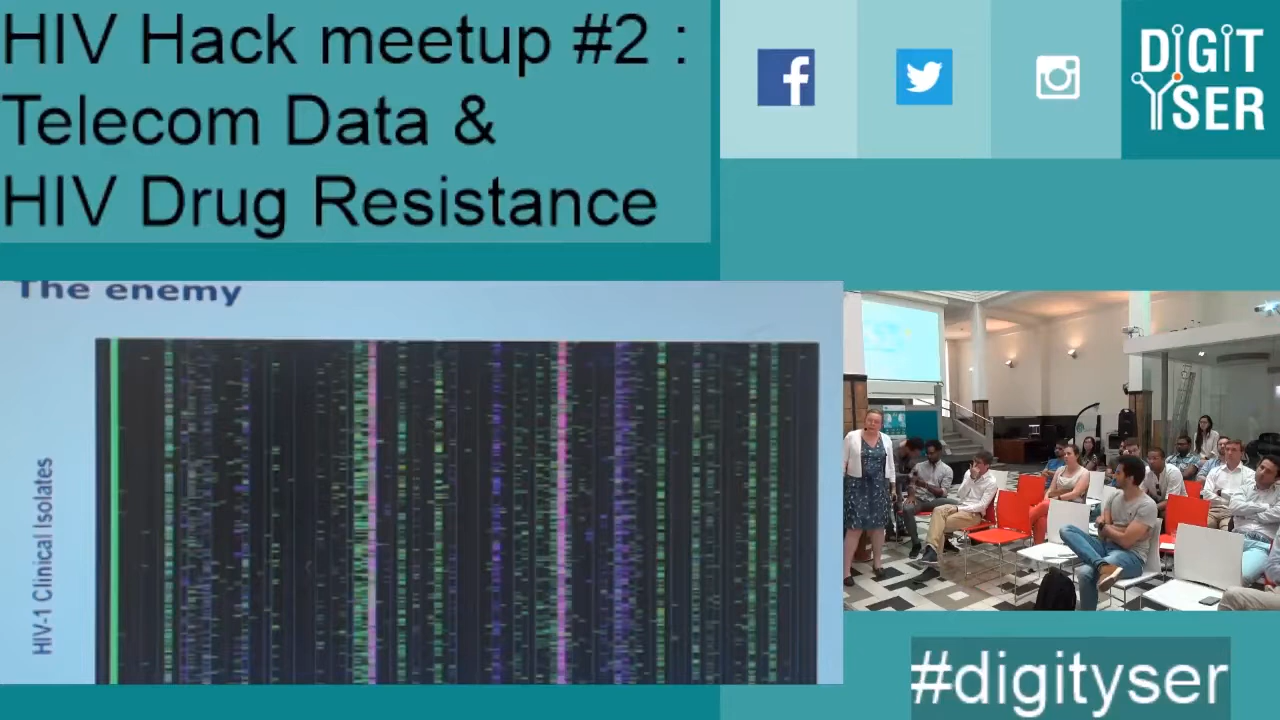 HIV Hack meetup #2 :
Telecom Data &
HIV Drug Resistance
DIGIT
YSER
The enemy
HIV-1 Clinical Isolates
#digityser